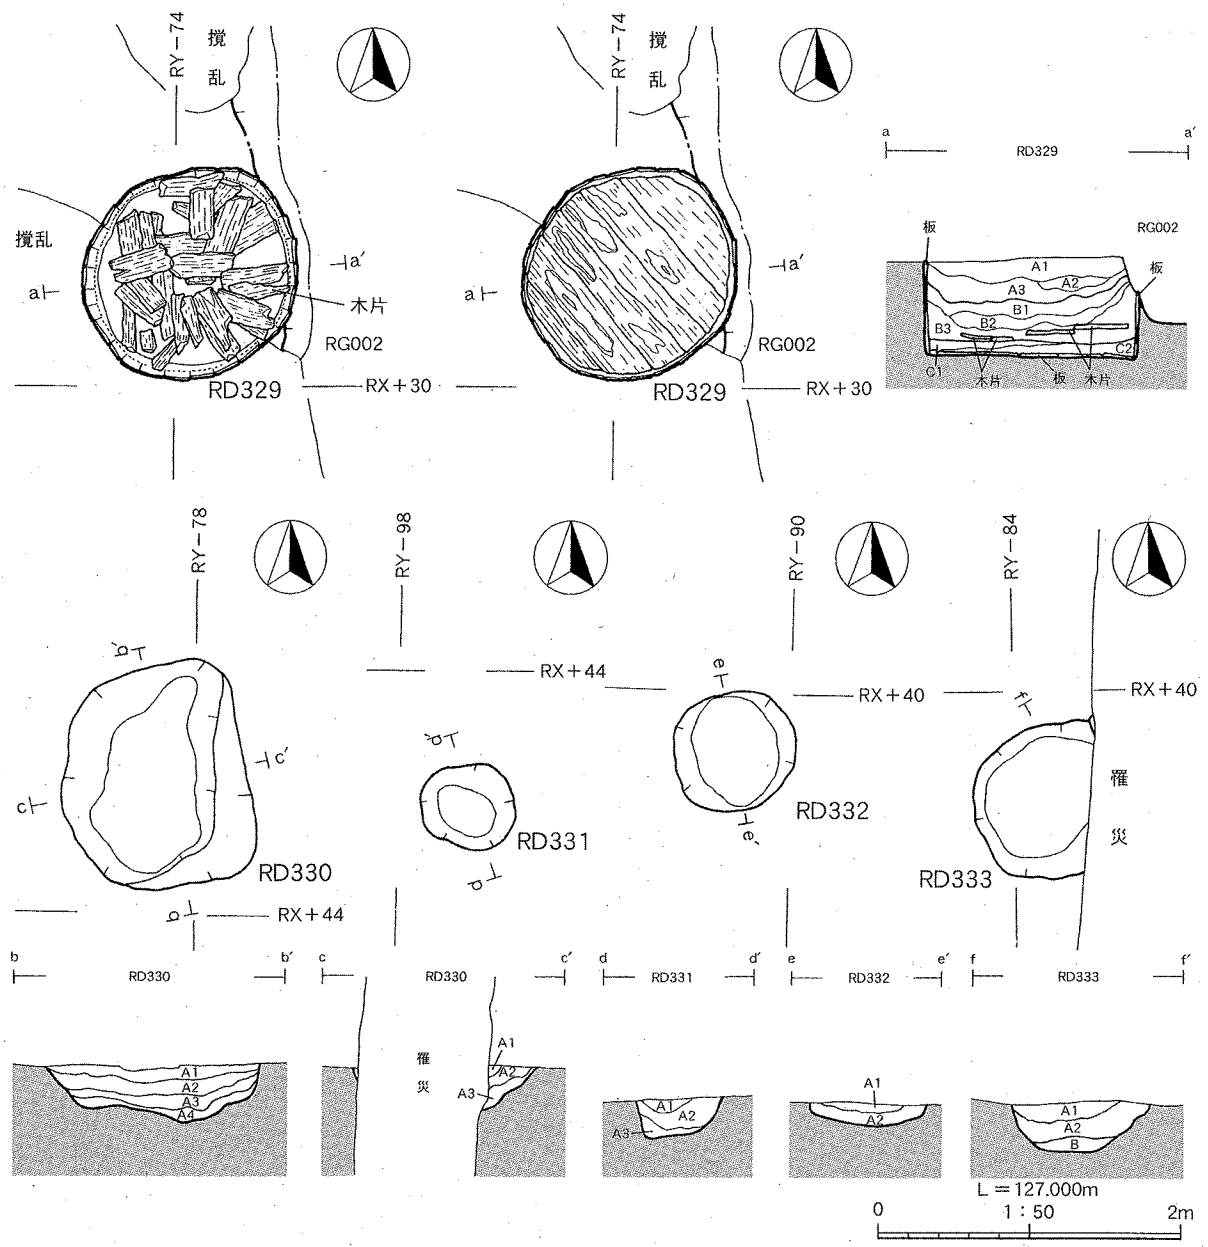 RY−74
攪乱
攪乱
a
a′
木片
RG002
RD329
RX+30
RY−74
攪乱
a
a′
RG002
RD329
RX+30
a
a′
RD329
板
RG002
板
A1
A2
A3
B1
B2
B3
C2
C1
木片
板
木片
RY−78
b′
c′
c
RD330
b
RX+44
RY−98
RX+44
d′
RD331
d
RY−90
RX+40
e
RD332
e′
RY−84
RX+40
f
罹災
RD333
b
b′
RD330
A1
A2
A3
A4
c
c′
RD330
罹災
A1
A2
A3
d
d′
RD331
A1
A2
A3
e
e′
RD332
A1
A2
f
f′
RD333
A1
A2
B
L=127.000m
0
1:50
2m